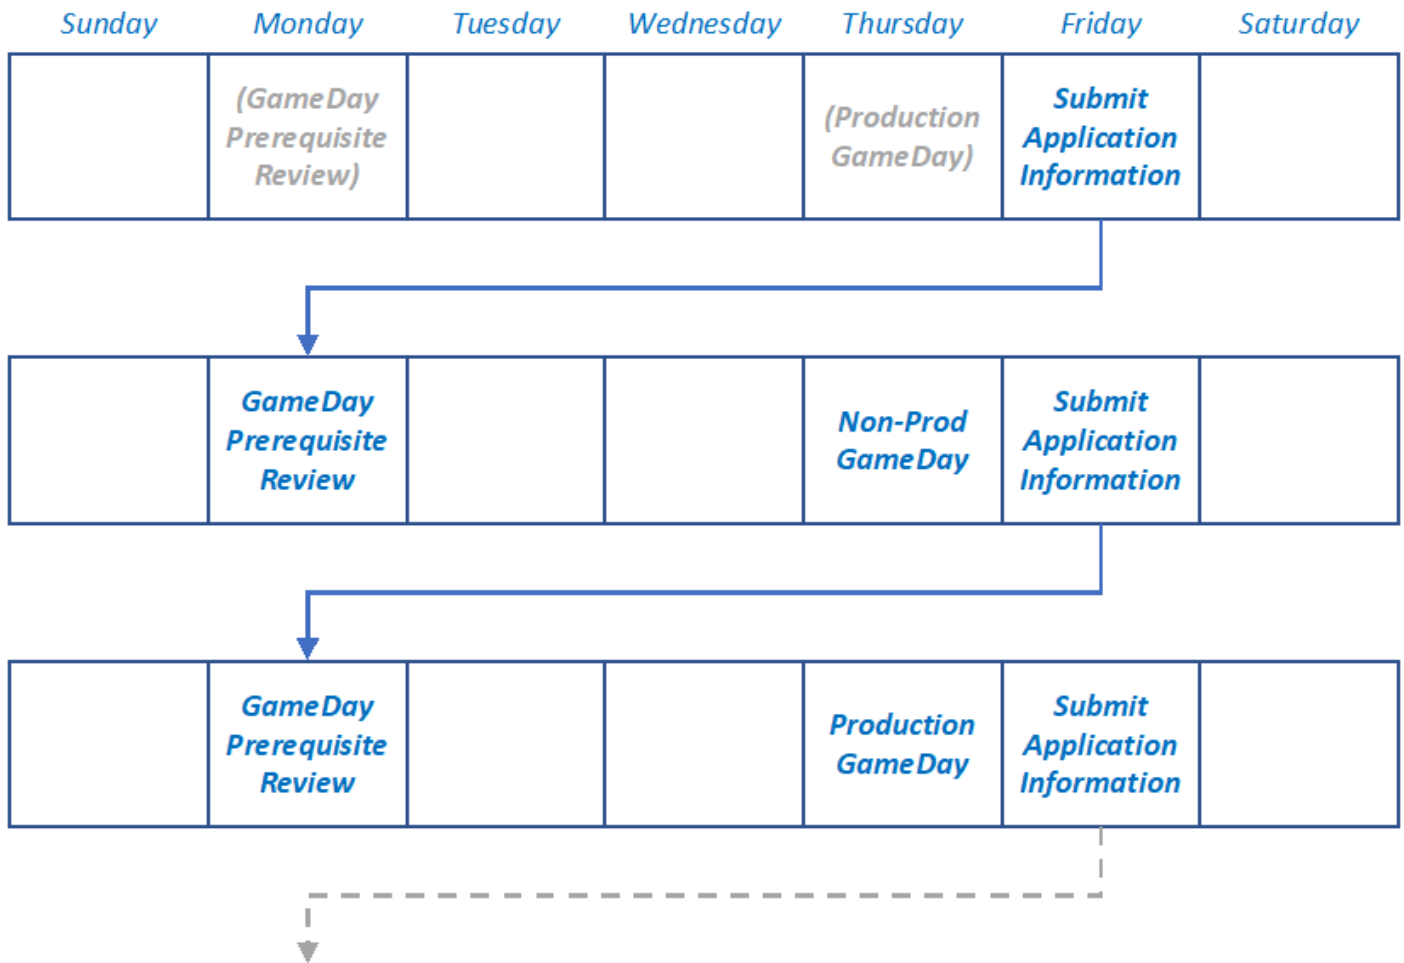 Sunday Monday Tuesday Wednesday Thursday Friday Saturday
(GameDay
Prerequisite
Review)
(Production
GameDay)
Submit
Application
Information
GameDay
Prerequisite
Review
Non-Prod
GameDay
Submit
Application
Information
GameDay
Prerequisite
Review
Production
GameDay
Submit
Application
Information